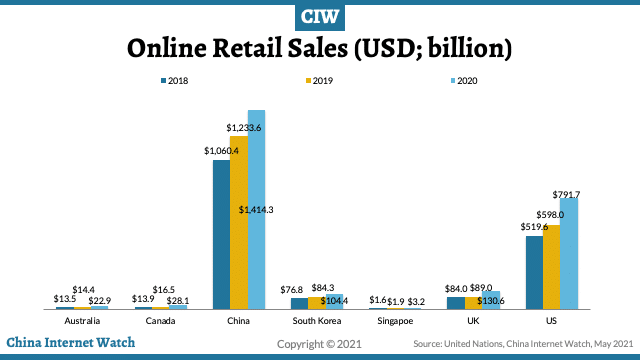 CIW
Online Retail Sales (USD; billion)
2018 2019 2020
$13.5 $14.4 $22.9
$13.9 $16.5 $28.1
$1,060.4 $1,233.6 $1,414.3
$76.8 $84.3 $104.4
$1.6 $1.9 $3.2
$84.0 $89.0 $130.6
$519.6 $598.0 $791.7
Australia Canada China South Korea Singapoe UK US
China Internet Watch
Copyright © 2021
Source: United Nations, China Internet Watch, May 2021